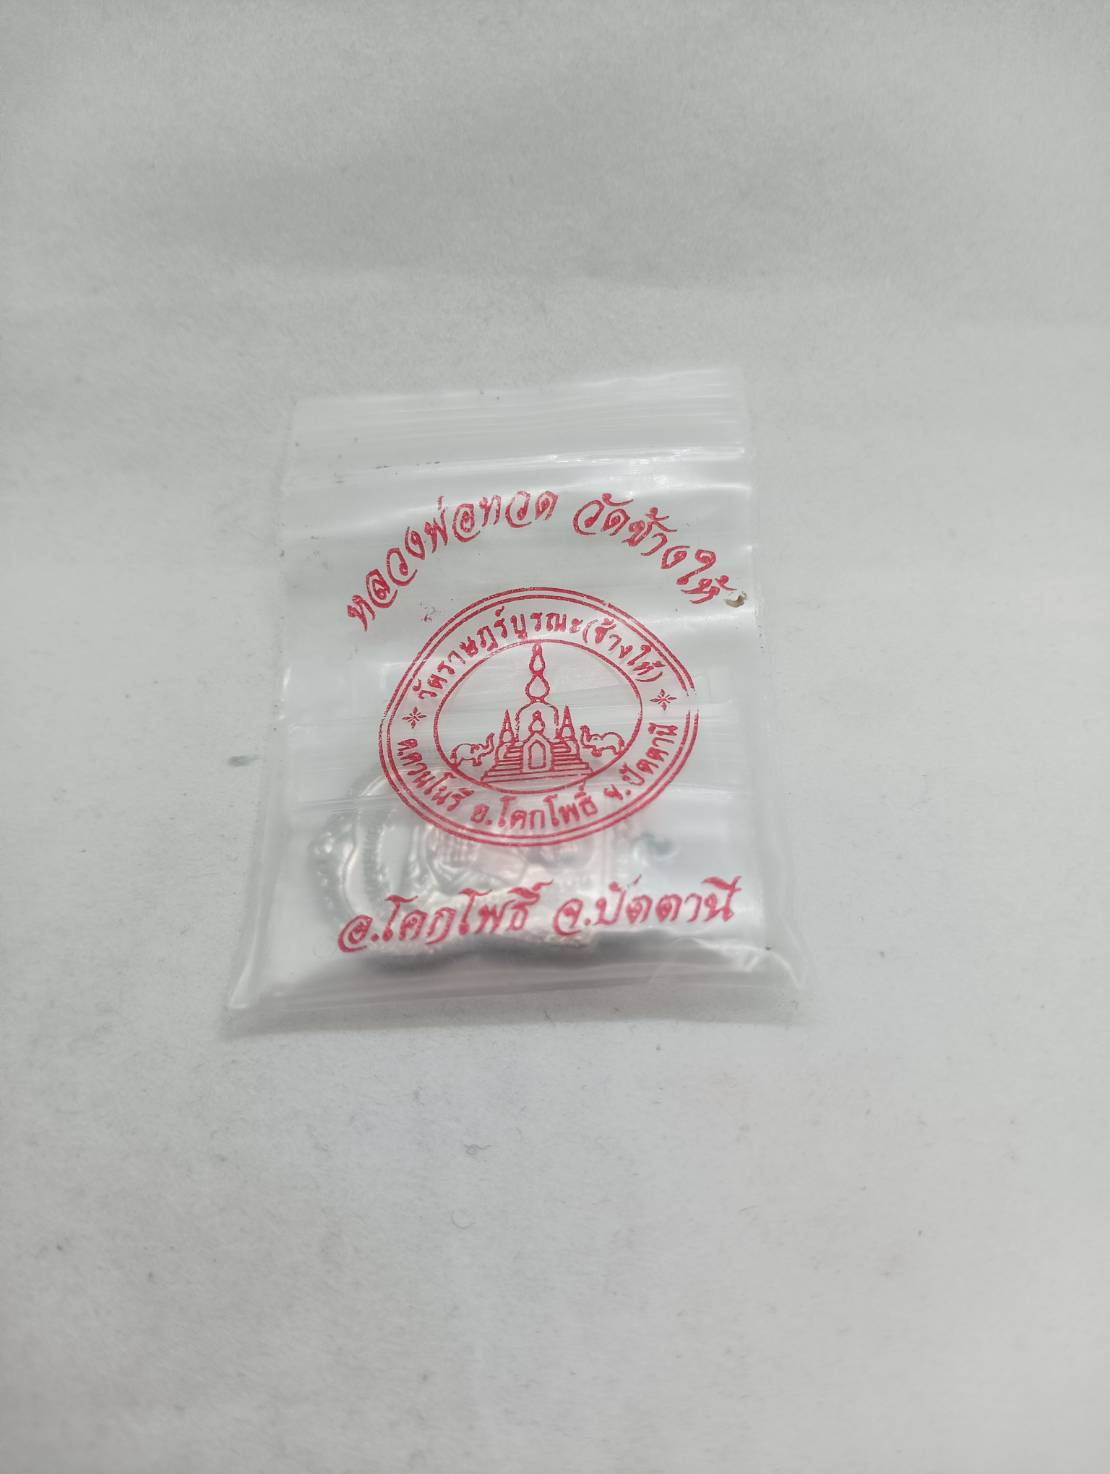 หลวงพ่อทวด วัดช้างให้
วัดราษฎร์บูรณะ(ช้างให้)
ต.ควนโนรี อ.โคกโพธิ์ จ.ปัตตานี
อ.โคกโพธิ์ จ.ปัตตานี